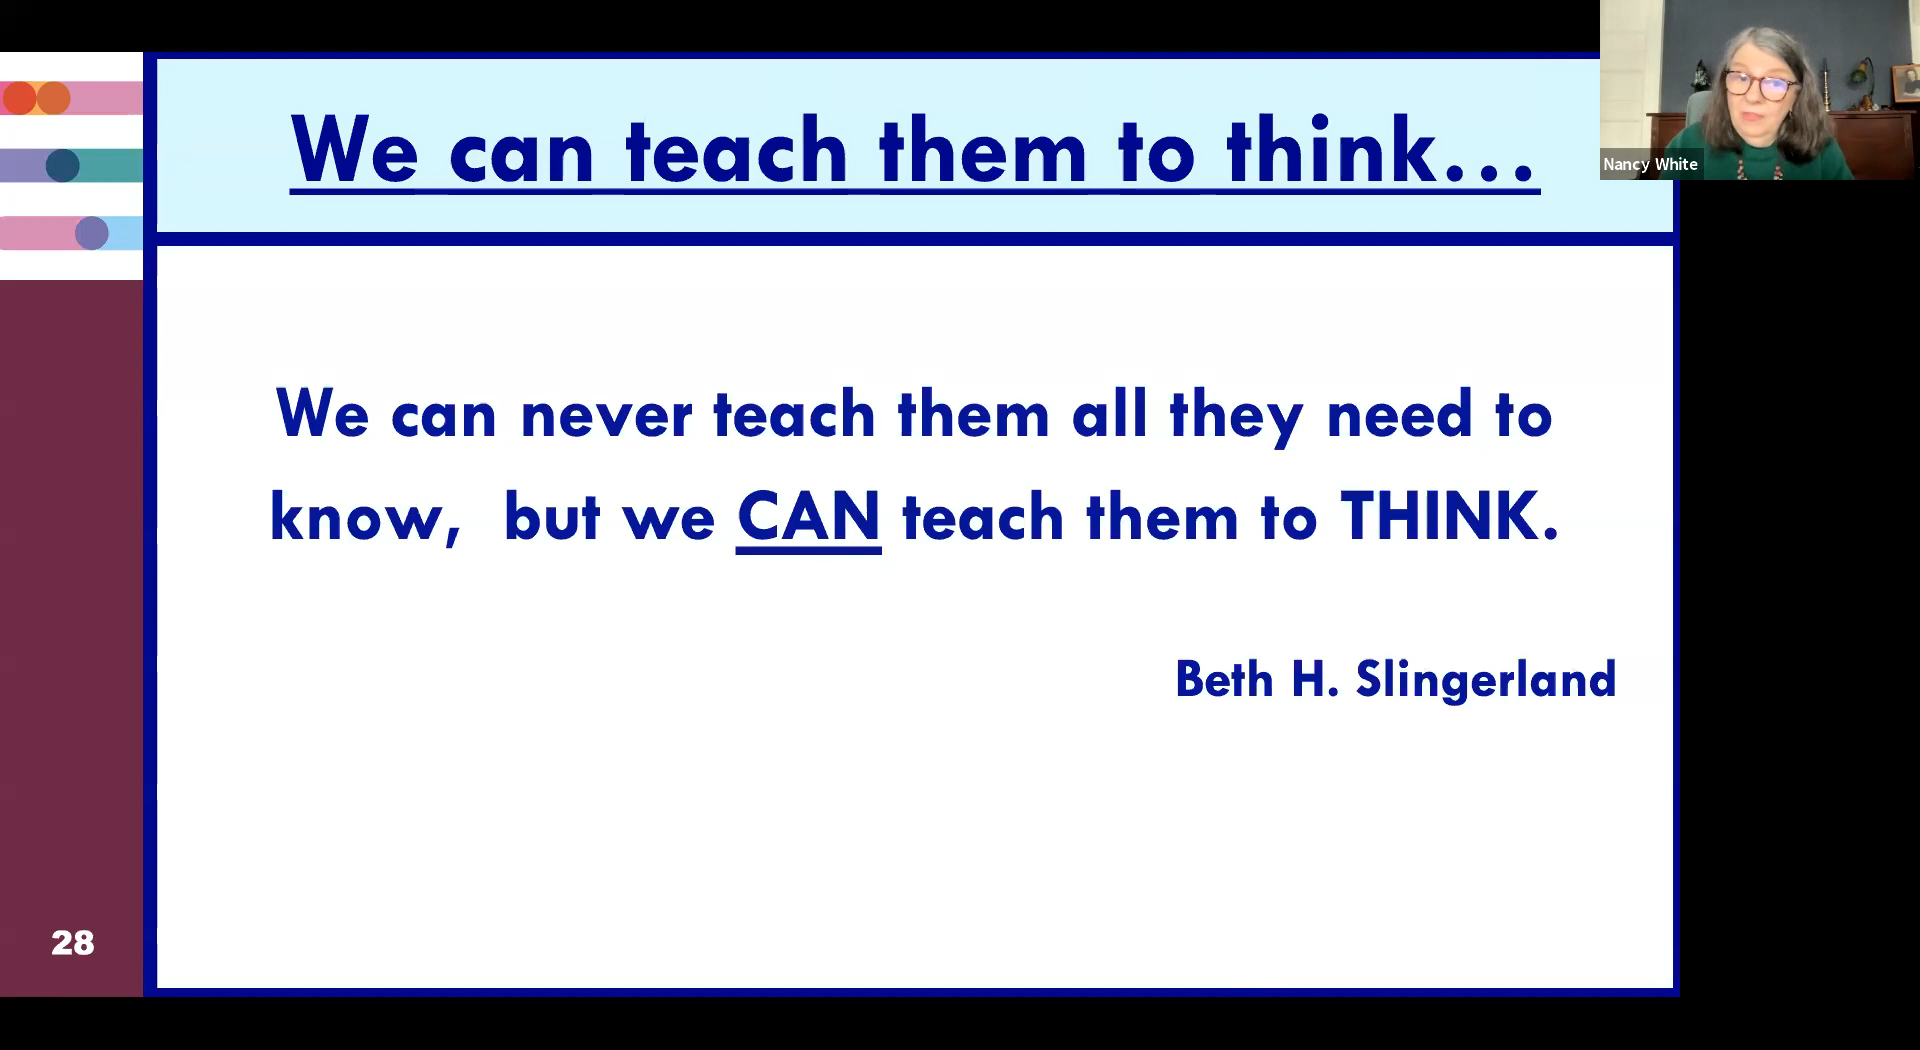 We can teach them to think...
Nancy White
We can never teach them all they need to
know, but we CAN teach them to THINK.
Beth H. Slingerland
28